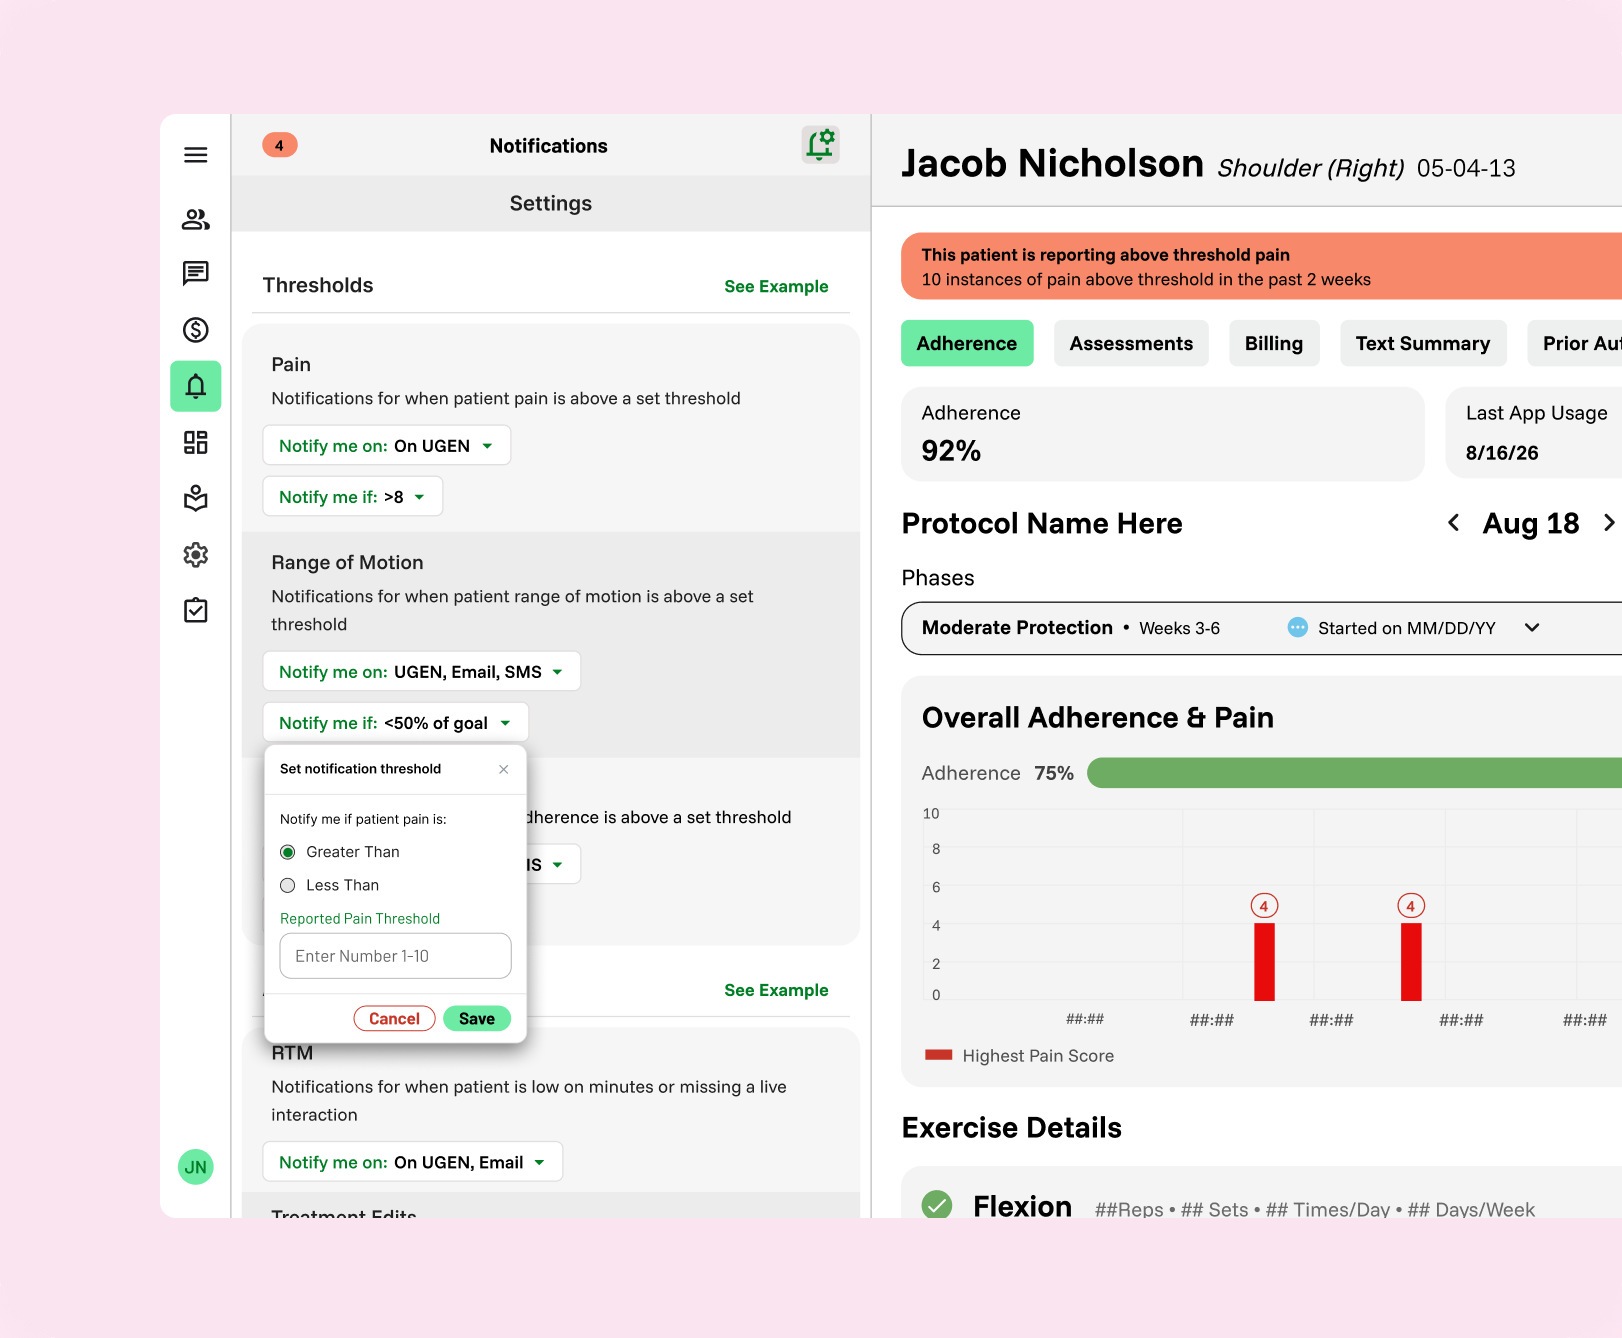 4
Notifications
Settings
Thresholds
See Example
Pain
Notifications for when patient pain is above a set threshold
Notify me on: On UGEN
Notify me if: >8
Range of Motion
Notifications for when patient range of motion is above a set
threshold
Notify me on: UGEN, Email, SMS
Notify me if: <50% of goal
Set notification threshold
Notify me if patient pain is:
Greater Than
Less Than
Reported Pain Threshold
Enter Number 1-10
Cancel
Save
is above a set threshold
See Example
RTM
Notifications for when patient is low on minutes or missing a live
interaction
Notify me on: On UGEN, Email
Treatment Edits
JN
Jacob Nicholson Shoulder (Right) 05-04-13
This patient is reporting above threshold pain
10 instances of pain above threshold in the past 2 weeks
Adherence
Assessments
Billing
Text Summary
Prior
Adherence
92%
Last App Usage
8/16/26
Protocol Name Here
Aug 18
Phases
Moderate Protection • Weeks 3-6
Started on MM/DD/YY
Overall Adherence & Pain
Adherence 75%
10
8
6
4
2
0
4
4
##:##
##:##
##:##
##:##
##:##
Highest Pain Score
Exercise Details
Flexion ##Reps • ## Sets • ## Times/Day • ## Days/Week